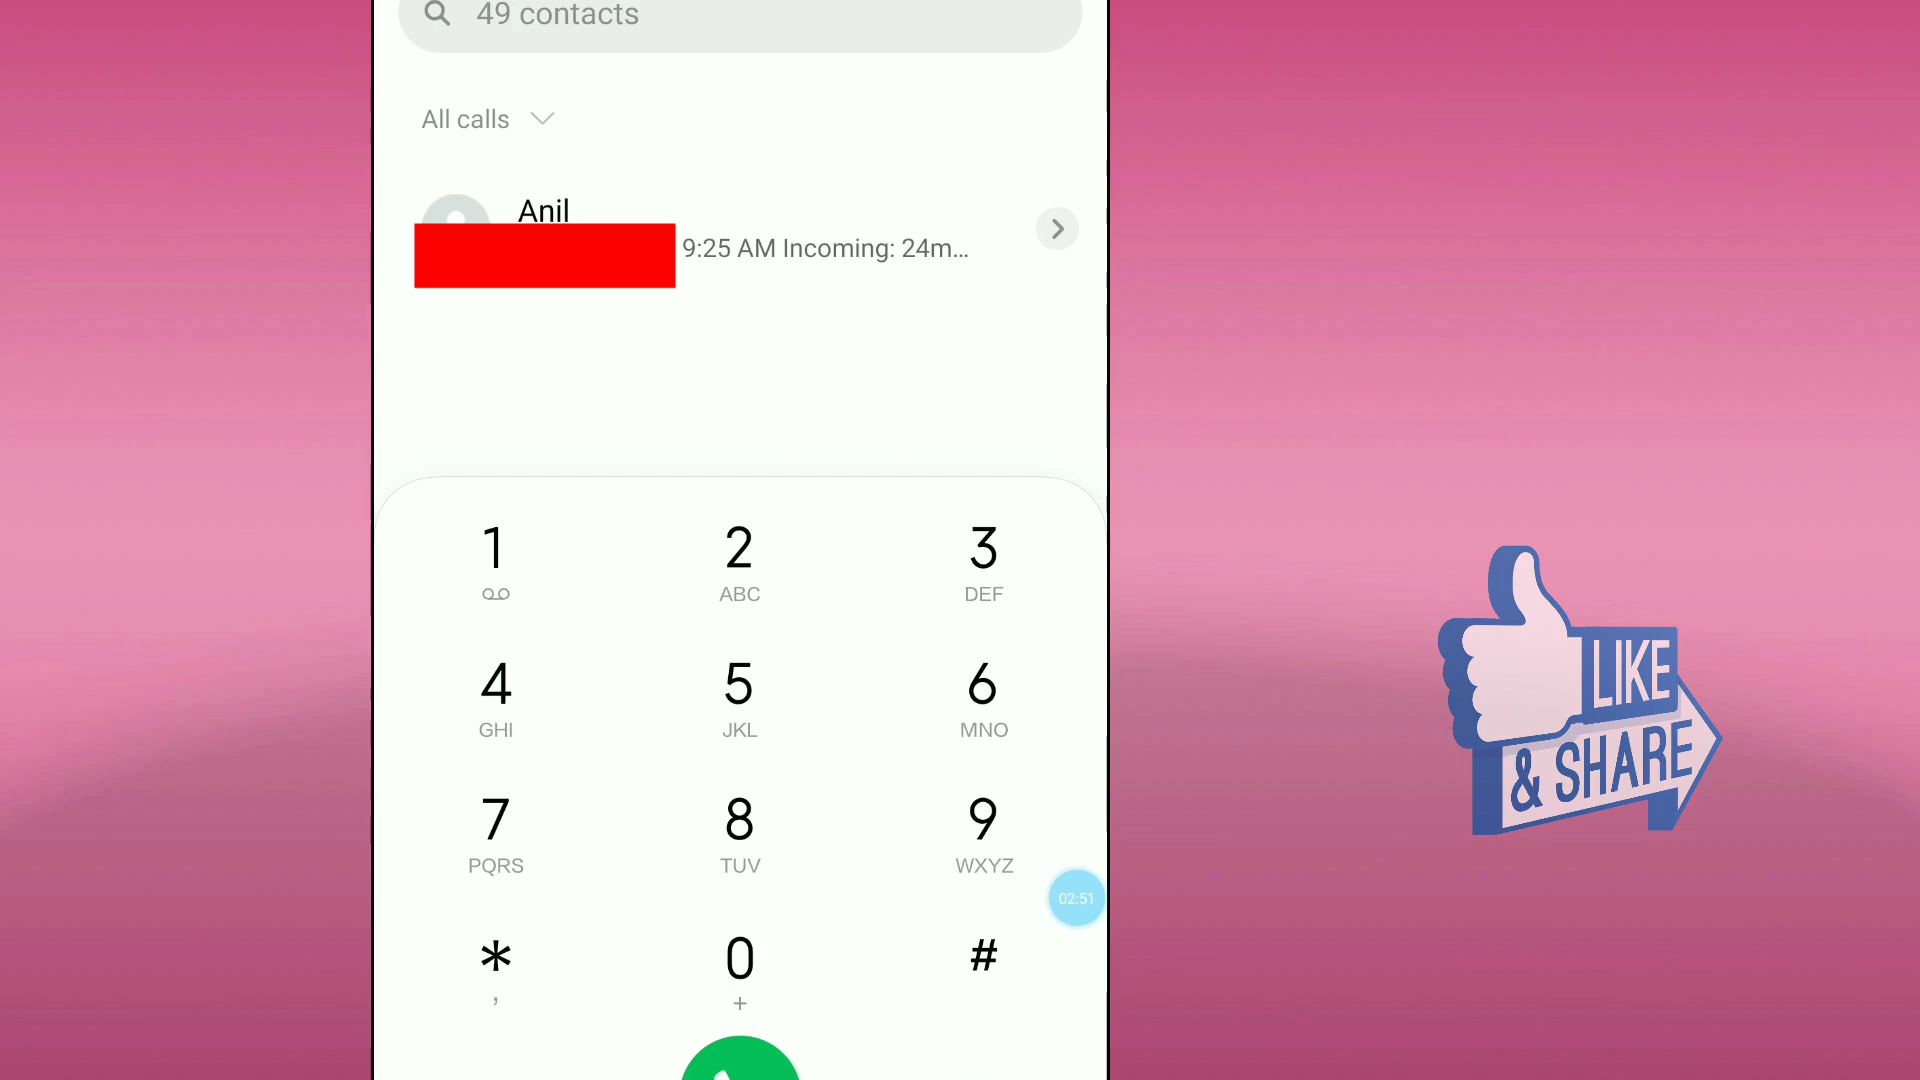 49 contacts
All calls
Anil
9:25 AM Incoming: 24m...
1 2 3
ABC DEF
4 5 6
GHI JKL MNO
7 8 9
PQRS TUV WXYZ
02:51
* 0 #
, +
LIKE
& SHARE